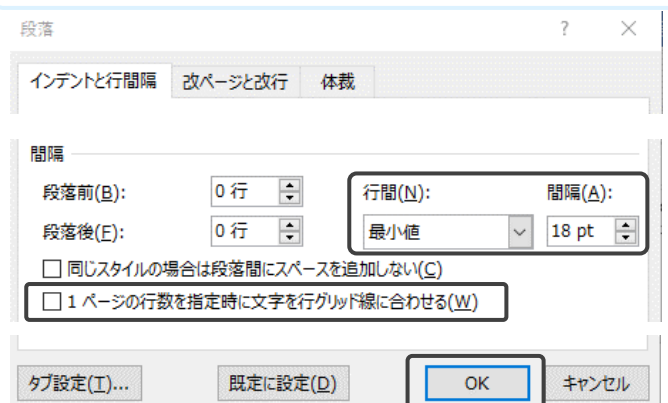 段落 ? ×
インデントと行間隔 改ページと改行 体裁
間隔
段落前(B): 0 行 行間(N): 間隔(A):
段落後(F): 0 行 最小値 18 pt
同じスタイルの場合は段落間にスペースを追加しない(C)
1 ページの行数を指定時に文字を行グリッド線に合わせる(W)
タブ設定(T)... 既定に設定(D) OK キャンセル